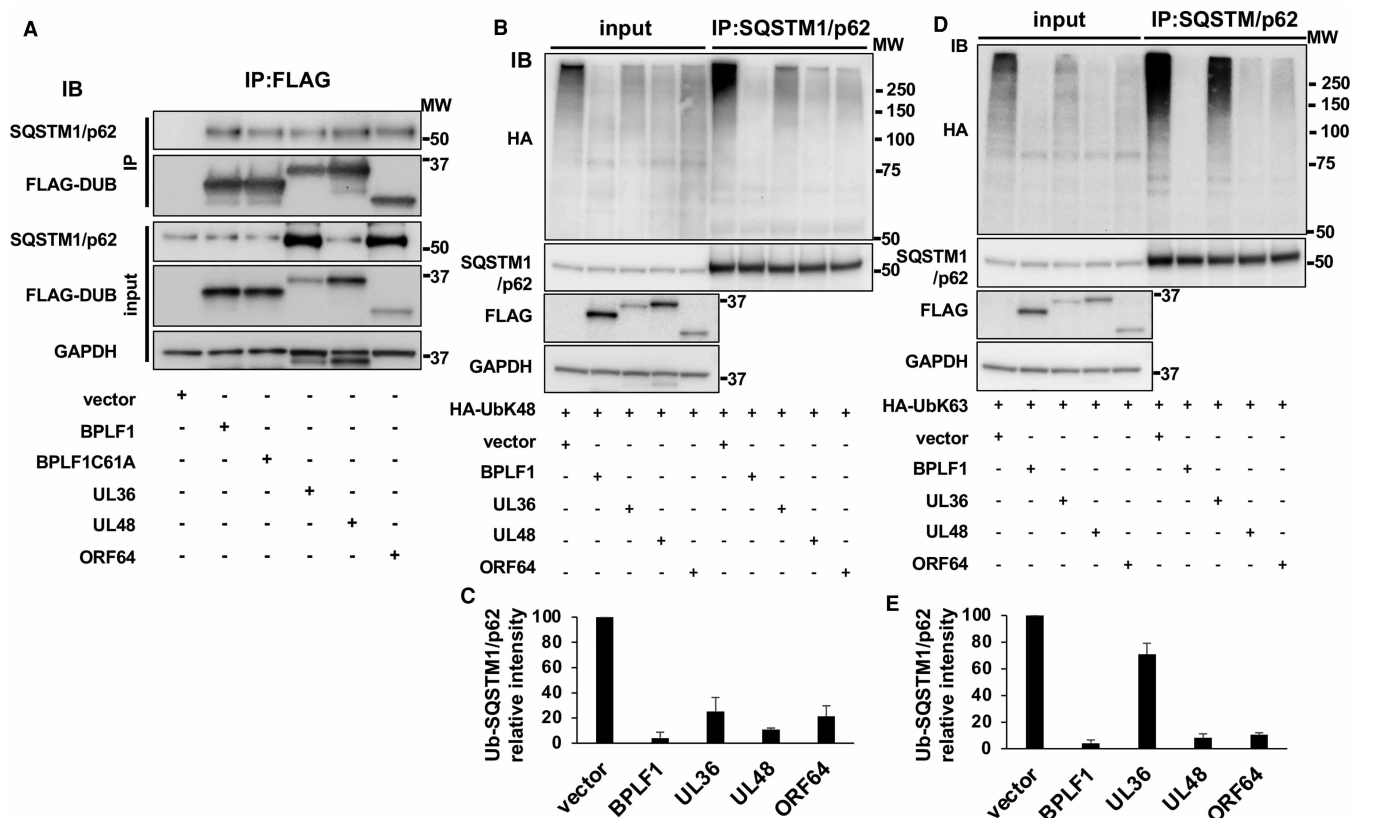 A
IP:FLAG
IB
MW
SQSTM1/p62
-50
IP
FLAG-DUB
-37
SQSTM1/p62
-50
input
FLAG-DUB
-37
GAPDH
-37
vector + - - - - -
BPLF1 - + - - - -
BPLF1C61A - - + - - -
UL36 - - - + - -
UL48 - - - - + -
ORF64 - - - - - +
B
input IP:SQSTM1/p62
IB MW
HA
-250
-150
-100
-75
-50
SQSTM1
/p62
-50
FLAG
-37
GAPDH
-37
HA-UbK48 + + + + + + + + + +
vector + - - - - + - - - -
BPLF1 - + - - - - + - - -
UL36 - - + - - - - + - -
UL48 - - - + - - - - + -
ORF64 - - - - + - - - - +
C
Ub-SQSTM1/p62
relative intensity
100
80
60
40
20
0
vector BPLF1 UL36 UL48 ORF64
D
input IP:SQSTM/p62
IB MW
HA
-250
-150
-100
-75
-50
SQSTM1
/p62
-50
FLAG
-37
GAPDH
-37
HA-UbK63 + + + + + + + + + +
vector + - - - - + - - - -
BPLF1 - + - - - - + - - -
UL36 - - + - - - - + - -
UL48 - - - + - - - - + -
ORF64 - - - - + - - - - +
E
Ub-SQSTM1/p62
relative intensity
100
80
60
40
20
0
vector BPLF1 UL36 UL48 ORF64